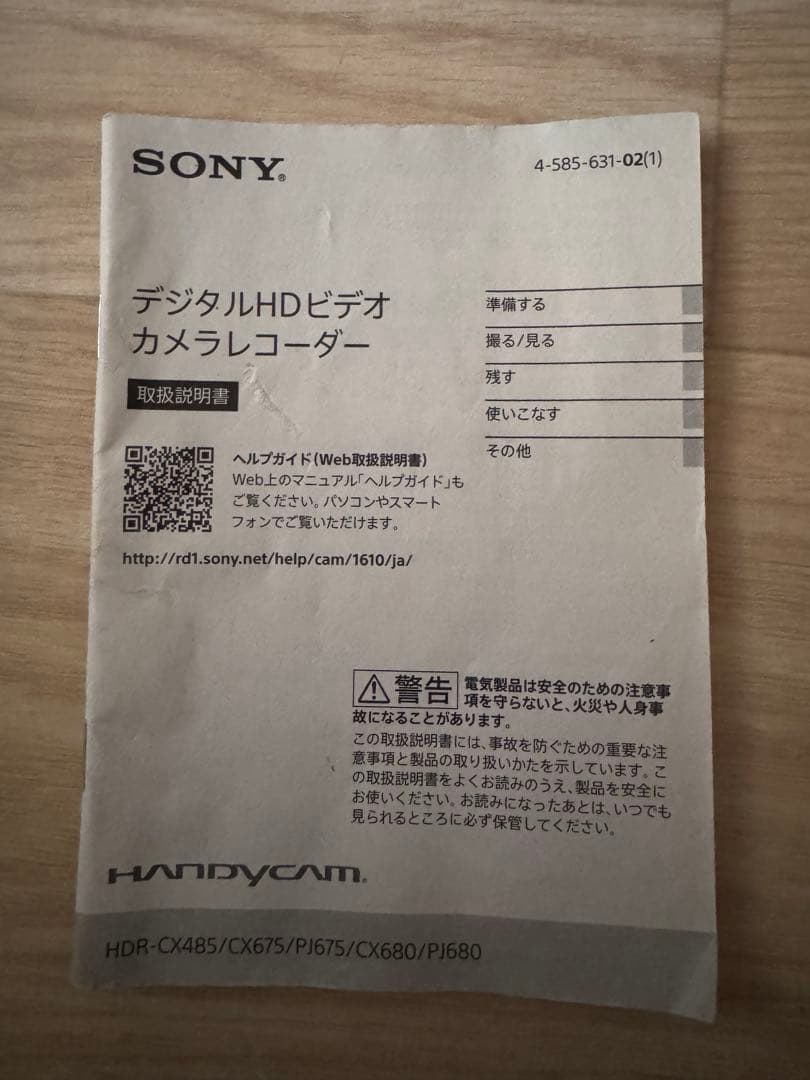 SONY®
4-585-631-02(1)
デジタルHDビデオ
カメラレコーダー
取扱説明書
準備する
撮る/見る
残す
使いこなす
その他
ヘルプガイド(Web取扱説明書)
Web上のマニュアル「ヘルプガイド」も
ご覧ください。パソコンやスマート
フォンでご覧いただけます。
http://rd1.sony.net/help/cam/1610/ja/
警告 電気製品は安全のための注意事
項を守らないと、火災や人身事
故になることがあります。
この取扱説明書には、事故を防ぐための重要な注
意事項と製品の取り扱いかたを示しています。こ
の取扱説明書をよくお読みのうえ、製品を安全に
お使いください。お読みになったあとは、いつでも
見られるところに必ず保管してください。
HANDYCAM®
HDR-CX485/CX675/PJ675/CX680/PJ680